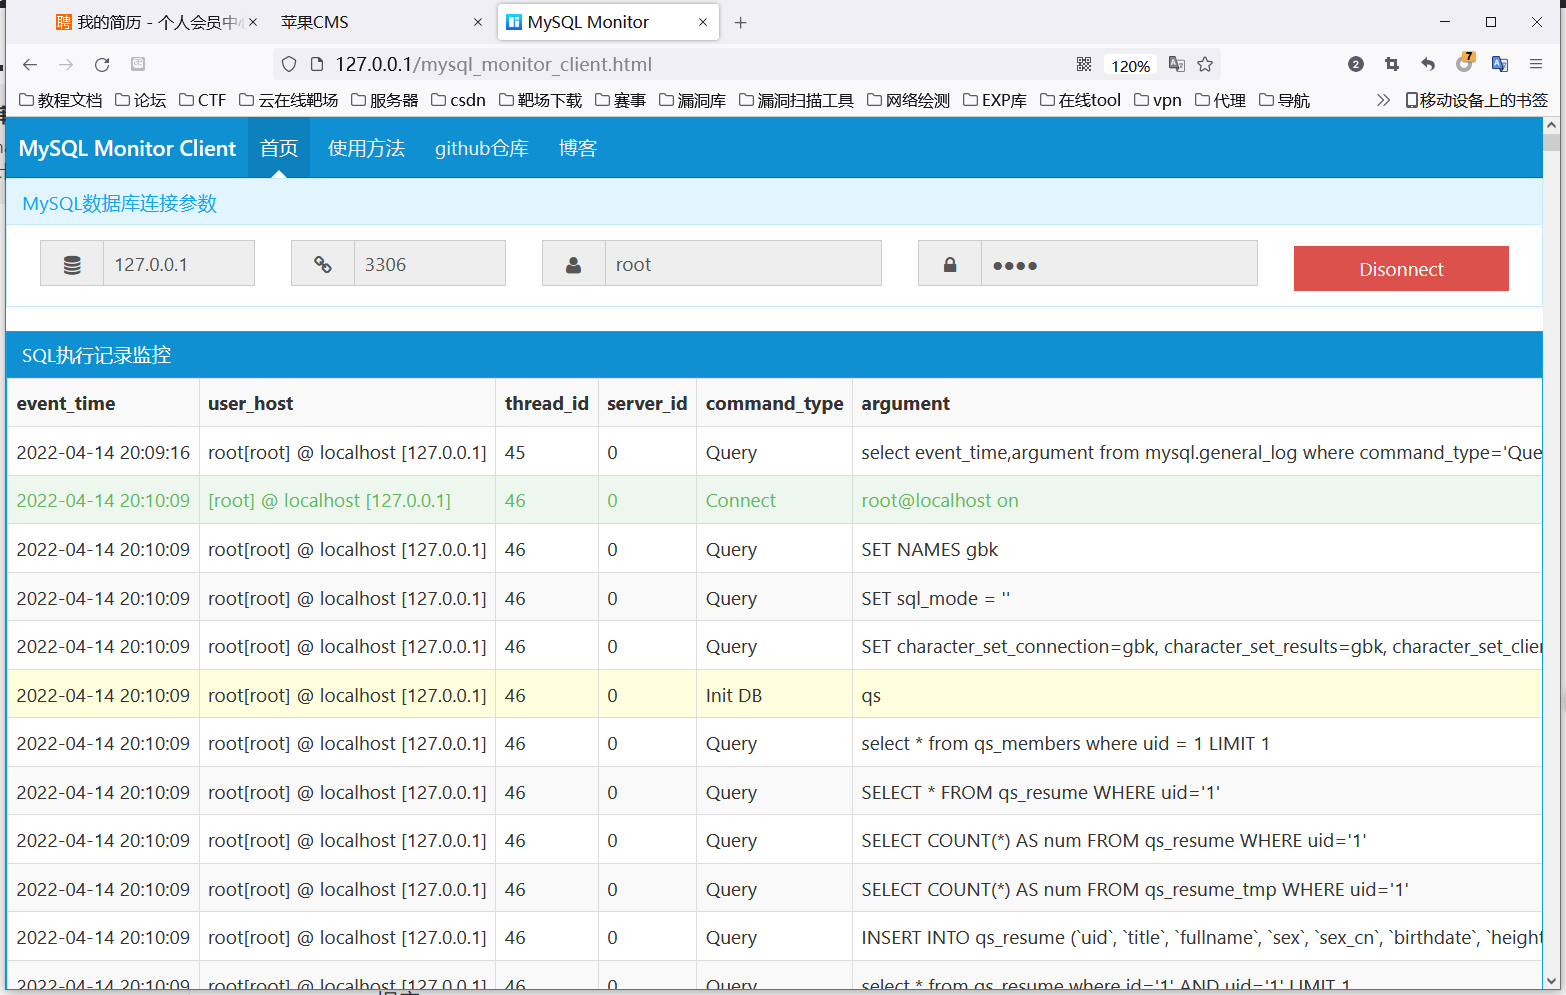 我的简历 - 个人会员中
苹果CMS
MySQL Monitor
127.0.0.1/mysql_monitor_client.html
120%
2
7
教程文档 论坛 CTF 云在线靶场 服务器 csdn 靶场下载 赛事 漏洞库 漏洞扫描工具 网络绘测 EXP库 在线tool vpn 代理 导航 移动设备上的书签
MySQL Monitor Client 首页 使用方法 github仓库 博客
MySQL数据库连接参数
127.0.0.1 3306 root ●●●● Disonnect
SQL执行记录监控
event_time user_host thread_id server_id command_type argument
2022-04-14 20:09:16 root[root] @ localhost [127.0.0.1] 45 0 Query select event_time,argument from mysql.general_log where command_type='Que
2022-04-14 20:10:09 [root] @ localhost [127.0.0.1] 46 0 Connect root@localhost on
2022-04-14 20:10:09 root[root] @ localhost [127.0.0.1] 46 0 Query SET NAMES gbk
2022-04-14 20:10:09 root[root] @ localhost [127.0.0.1] 46 0 Query SET sql_mode = ''
2022-04-14 20:10:09 root[root] @ localhost [127.0.0.1] 46 0 Query SET character_set_connection=gbk, character_set_results=gbk, character_set_clie
2022-04-14 20:10:09 root[root] @ localhost [127.0.0.1] 46 0 Init DB qs
2022-04-14 20:10:09 root[root] @ localhost [127.0.0.1] 46 0 Query select * from qs_members where uid = 1 LIMIT 1
2022-04-14 20:10:09 root[root] @ localhost [127.0.0.1] 46 0 Query SELECT * FROM qs_resume WHERE uid='1'
2022-04-14 20:10:09 root[root] @ localhost [127.0.0.1] 46 0 Query SELECT COUNT(*) AS num FROM qs_resume WHERE uid='1'
2022-04-14 20:10:09 root[root] @ localhost [127.0.0.1] 46 0 Query SELECT COUNT(*) AS num FROM qs_resume_tmp WHERE uid='1'
2022-04-14 20:10:09 root[root] @ localhost [127.0.0.1] 46 0 Query INSERT INTO qs_resume (`uid`, `title`, `fullname`, `sex`, `sex_cn`, `birthdate`, `height
2022-04-14 20:10:09 root[root] @ localhost [127.0.0.1] 46 0 Query select * from qs_resume where id='1' AND uid='1' LIMIT 1